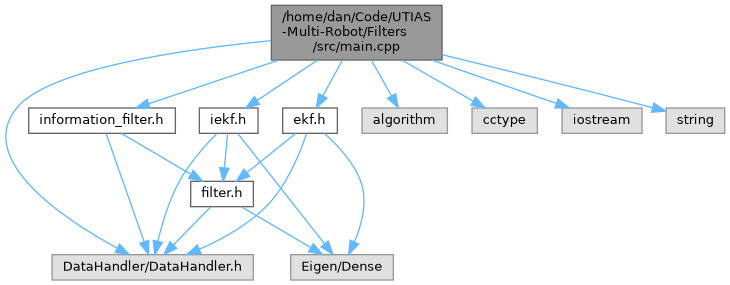 /home/dan/Code/UTIAS
-Multi-Robot/Filters
/src/main.cpp
information_filter.h
iekf.h
ekf.h
algorithm
cctype
iostream
string
filter.h
DataHandler/DataHandler.h
Eigen/Dense